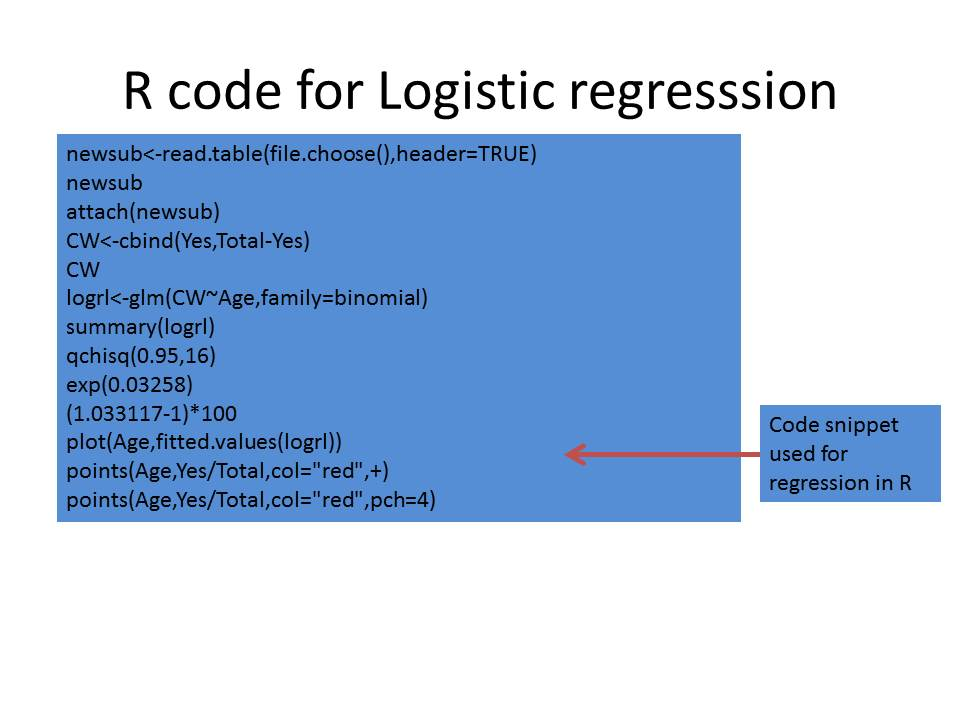 R code for Logistic regresssion
newsub<-read.table(file.choose(),header=TRUE)
newsub
attach(newsub)
CW<-cbind(Yes,Total-Yes)
CW
logrl<-glm(CW~Age,family=binomial)
summary(logrl)
qchisq(0.95,16)
exp(0.03258)
(1.033117-1)*100
plot(Age,fitted.values(logrl))
points(Age,Yes/Total,col="red",+)
points(Age,Yes/Total,col="red",pch=4)
Code snippet
used for
regression in R